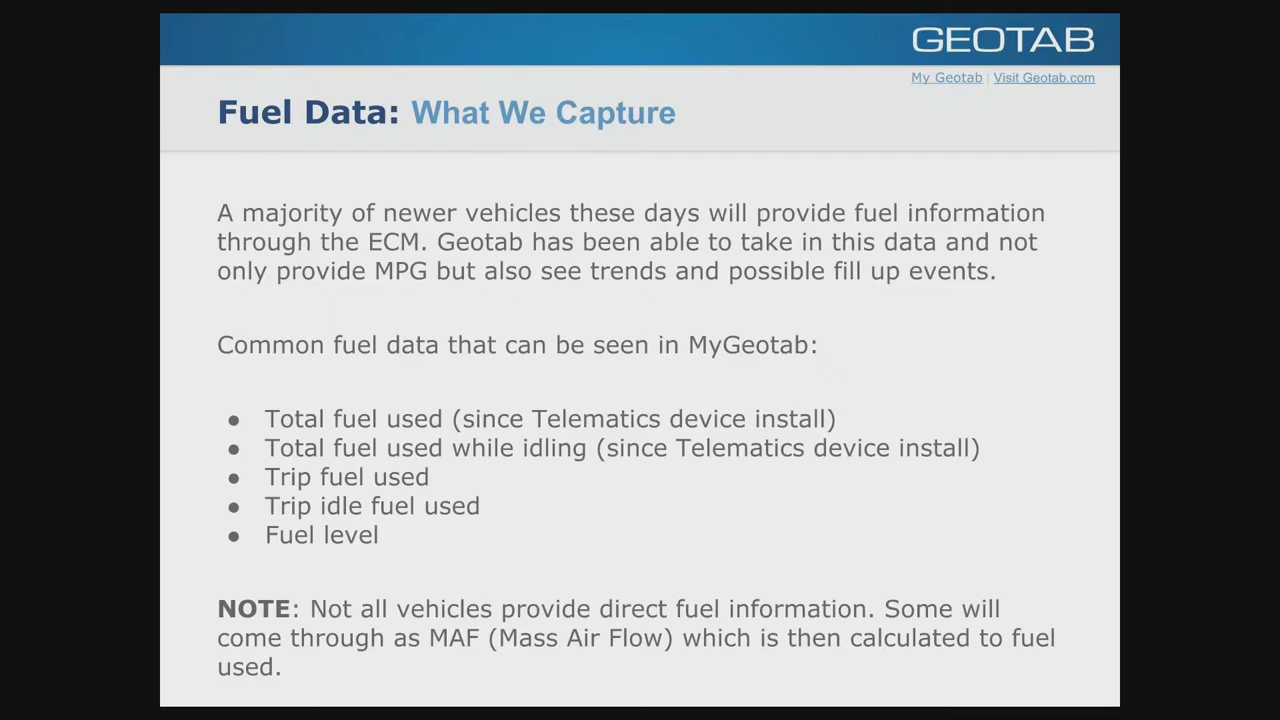 GEOTAB
My Geotab | Visit Geotab.com
Fuel Data: What We Capture
A majority of newer vehicles these days will provide fuel information
through the ECM. Geotab has been able to take in this data and not
only provide MPG but also see trends and possible fill up events.
Common fuel data that can be seen in MyGeotab:
● Total fuel used (since Telematics device install)
● Total fuel used while idling (since Telematics device install)
● Trip fuel used
● Trip idle fuel used
● Fuel level
NOTE: Not all vehicles provide direct fuel information. Some will
come through as MAF (Mass Air Flow) which is then calculated to fuel
used.